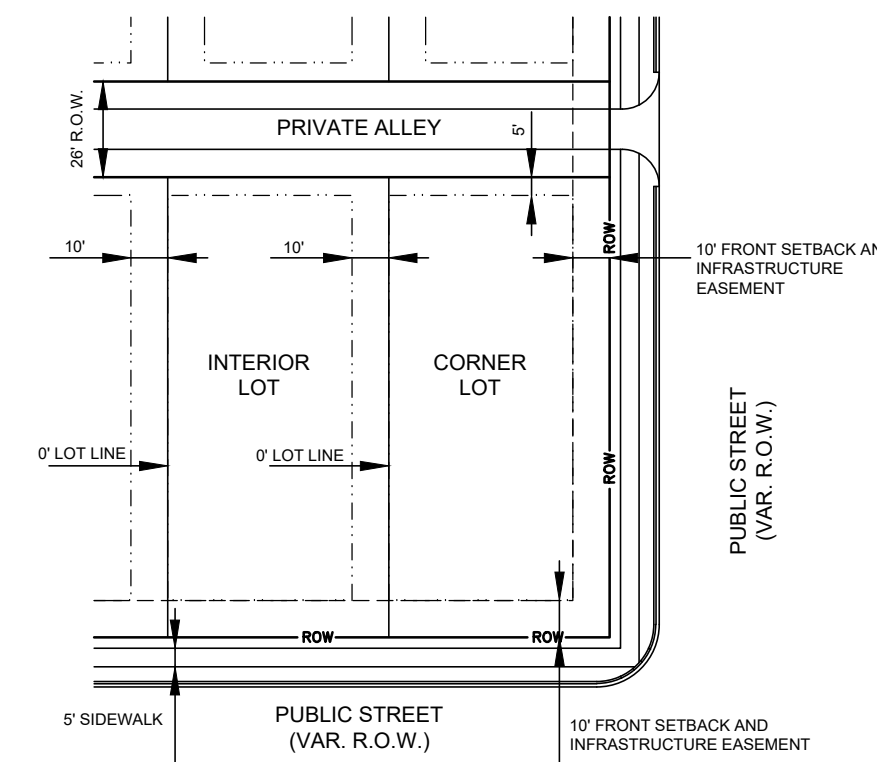 26' R.O.W.
PRIVATE ALLEY
5'
ROW
10'
10'
10' FRONT SETBACK AN
INFRASTRUCTURE
EASEMENT
INTERIOR
LOT
CORNER
LOT
PUBLIC STREET
(VAR. R.O.W.)
0' LOT LINE
0' LOT LINE
ROW
ROW
ROW
5' SIDEWALK
PUBLIC STREET
(VAR. R.O.W.)
10' FRONT SETBACK AND
INFRASTRUCTURE EASEMENT